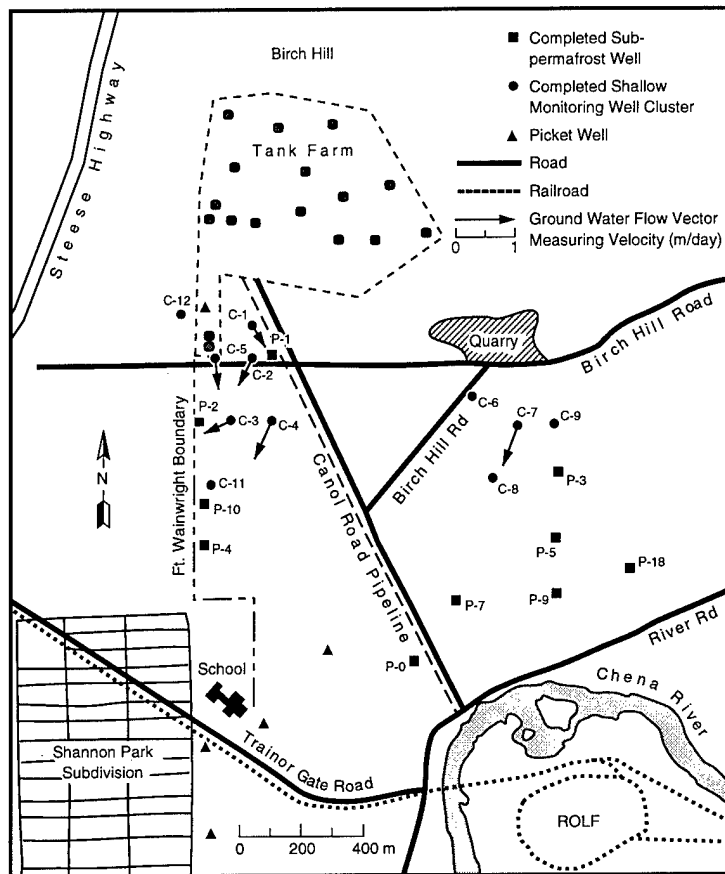 Birch Hill
Steese Highway
Tank Farm
Completed Sub-
permafrost Well
Completed Shallow
Monitoring Well Cluster
Picket Well
Road
Railroad
Ground Water Flow Vector
0 1 Measuring Velocity (m/day)
C-12
C-1
P-1
C-5
C-2
Quarry
Birch Hill Road
P-2
C-3
C-4
C-6
C-7
C-9
Birch Hill Rd
C-8
P-3
N
Ft. Wainwright Boundary
Canol Road Pipeline
C-11
P-10
P-4
P-5
P-18
P-7
P-9
River Rd
P-0
School
Chena River
Trainor Gate Road
Shannon Park
Subdivision
ROLF
0 200 400 m